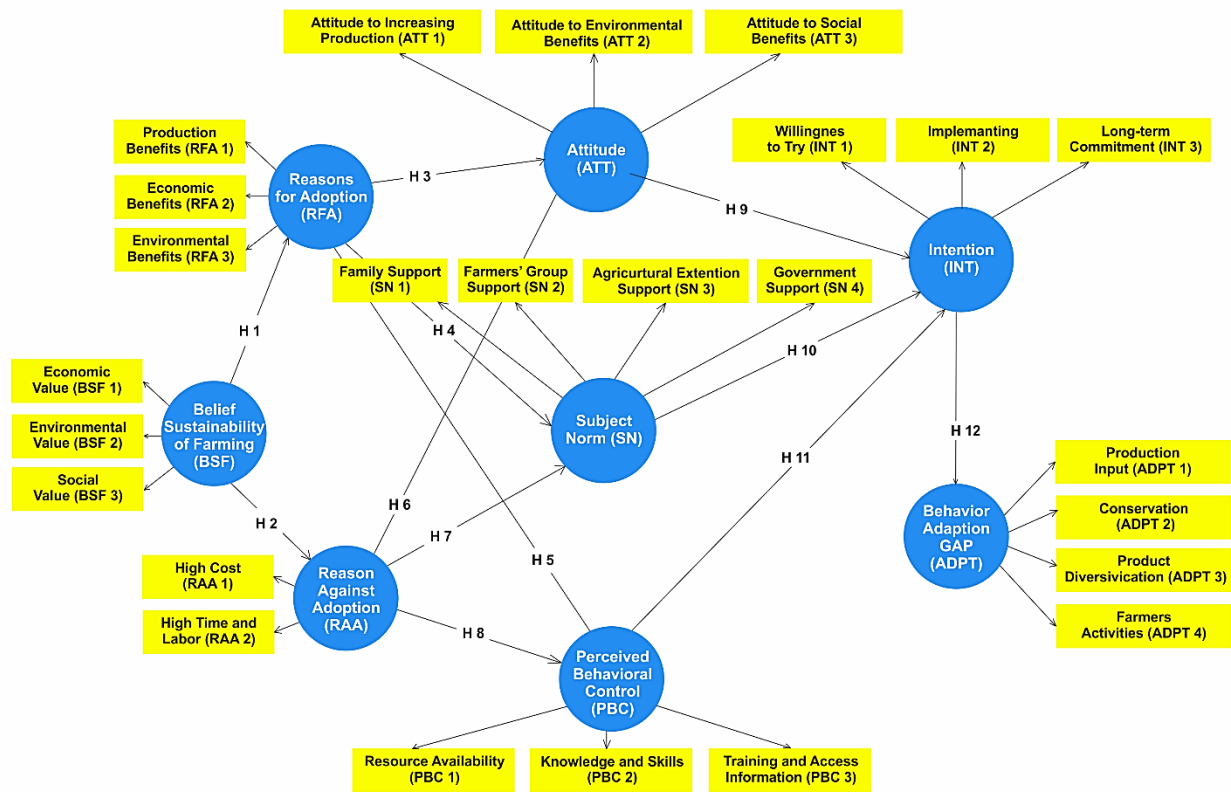 Attitude to Increasing
Production (ATT 1)
Attitude to Environmental
Benefits (ATT 2)
Attitude to Social
Benefits (ATT 3)
Production
Benefits (RFA 1)
Economic
Benefits (RFA 2)
Environmental
Benefits (RFA 3)
Reasons
for Adoption
(RFA)
H 3
Attitude
(ATT)
Willingnes
to Try (INT 1)
Implemanting
(INT 2)
Long-term
Commitment (INT 3)
H 9
Intention
(INT)
Family Support
(SN 1)
Farmers' Group
Support (SN 2)
Agricurtural Extention
Support (SN 3)
Government
Support (SN 4)
H 1
H 4
H 10
Economic
Value (BSF 1)
Environmental
Value (BSF 2)
Social
Value (BSF 3)
Belief
Sustainability
of Farming
(BSF)
Subject
Norm (SN)
H 12
H 11
H 2
H 6
H 7
H 5
High Cost
(RAA 1)
High Time and
Labor (RAA 2)
Reason
Against
Adoption
(RAA)
H 8
Behavior
Adaption
GAP
(ADPT)
Production
Input (ADPT 1)
Conservation
(ADPT 2)
Product
Diversivication (ADPT 3)
Farmers
Activities (ADPT 4)
Perceived
Behavioral
Control
(PBC)
Resource Availability
(PBC 1)
Knowledge and Skills
(PBC 2)
Training and Access
Information (PBC 3)